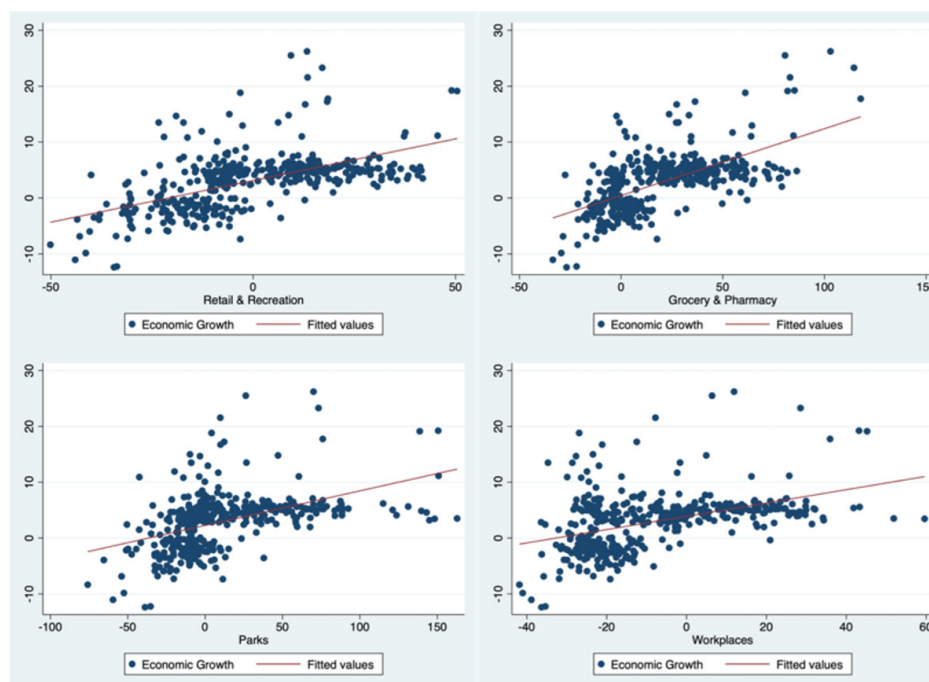 30
20
10
0
-10
-50 0 50
Retail & Recreation
Economic Growth Fitted values
30
20
10
0
-10
-50 0 50 100 150
Grocery & Pharmacy
Economic Growth Fitted values
30
20
10
0
-10
-100 -50 0 50 100 150
Parks
Economic Growth Fitted values
30
20
10
0
-10
-40 -20 0 20 40 60
Workplaces
Economic Growth Fitted values